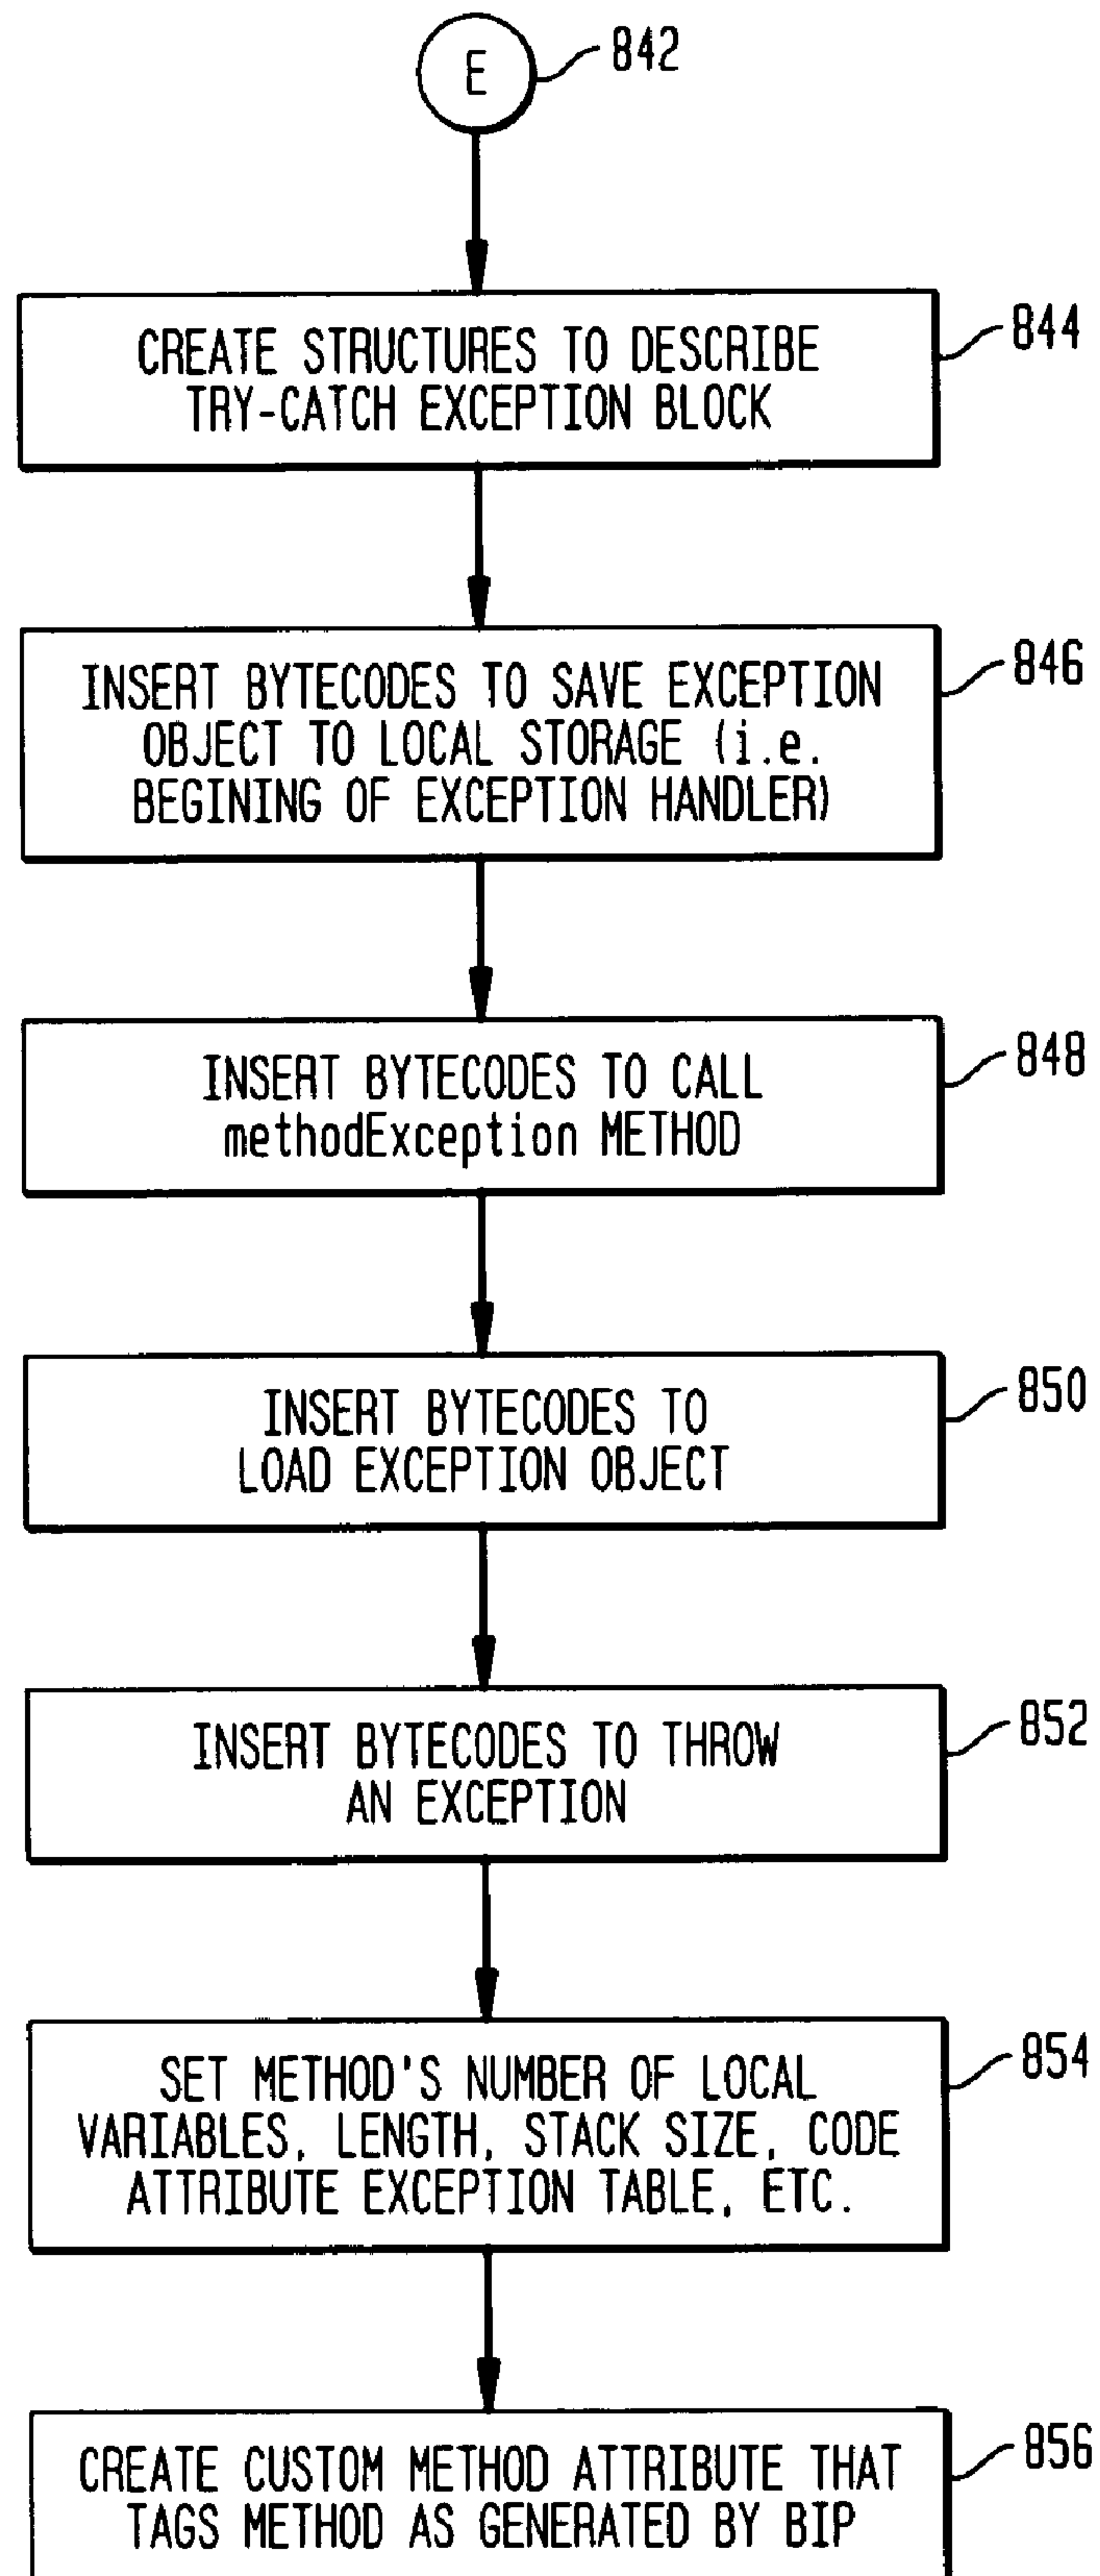 E
842
CREATE STRUCTURES TO DESCRIBE
TRY-CATCH EXCEPTION BLOCK
844
INSERT BYTECODES TO SAVE EXCEPTION
OBJECT TO LOCAL STORAGE (i.e.
BEGINING OF EXCEPTION HANDLER)
846
INSERT BYTECODES TO CALL
methodException METHOD
848
INSERT BYTECODES TO
LOAD EXCEPTION OBJECT
850
INSERT BYTECODES TO THROW
AN EXCEPTION
852
SET METHOD'S NUMBER OF LOCAL
VARIABLES, LENGTH, STACK SIZE, CODE
ATTRIBUTE EXCEPTION TABLE, ETC.
854
CREATE CUSTOM METHOD ATTRIBUTE THAT
TAGS METHOD AS GENERATED BY BIP
856